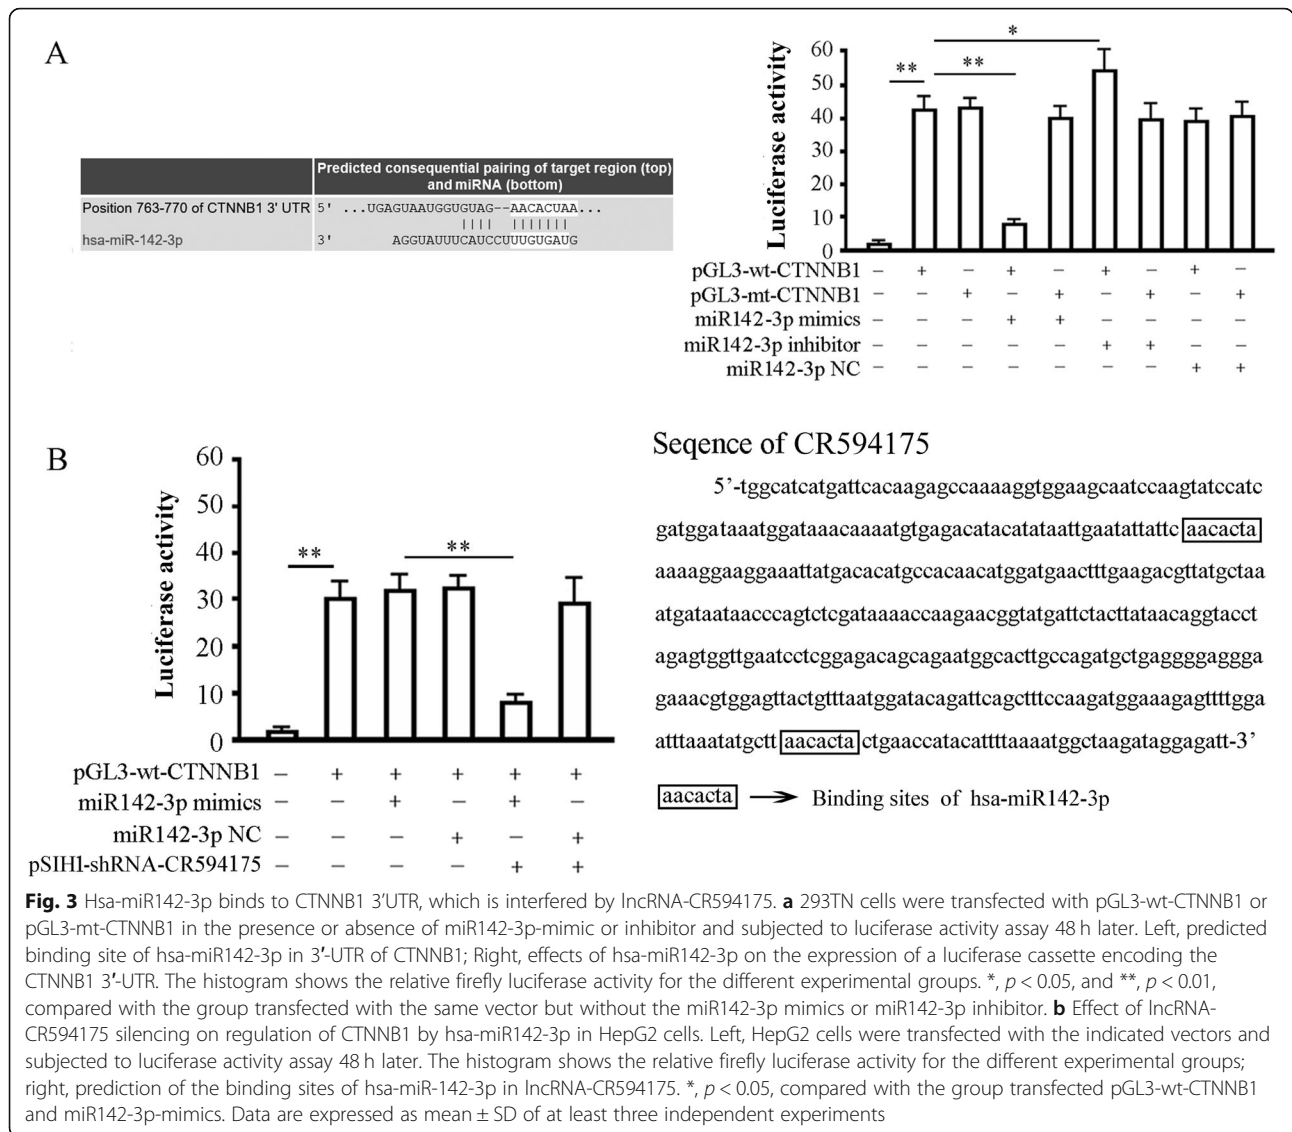 A
Predicted consequential pairing of target region (top)
and miRNA (bottom)
Position 763-770 of CTNNB1 3' UTR 5' ...UGAGUAAUGGUGUAG--AACACUAA...
hsa-miR-142-3p 3' AGGUAUUUCAUCCUUUGUGAUG
Luciferase activity
60
50
40
30
20
10
0
** ** *
pGL3-wt-CTNNB1 – + – + – + – + –
pGL3-mt-CTNNB1 – – + – + – + – +
miR142-3p mimics – – – + + – – – –
miR142-3p inhibitor – – – – – + + – –
miR142-3p NC – – – – – – – + +
B
Luciferase activity
60
50
40
30
20
10
0
** **
pGL3-wt-CTNNB1 – + + + + +
miR142-3p mimics – – + – + –
miR142-3p NC – – – + – +
pSIH1-shRNA-CR594175 – – – – + +
Seqence of CR594175
5'-tggcatcatgattcacaagagccaaaaggtggaagcaatccaagtatccatc
gatggataaatggataaacaaaatgtgagacatacatataattgaatattattc aacacta
aaaaggaaggaaattatgacacatgccacaacatggatgaactttgaagacgttatgctaa
atgataataacccagtctcgataaaaccaagaacggtatgattctacttataacaggtacct
agagtggttgaatcctcggagacagcagaatggcacttgccagatgctgaggggaggga
gaaacgtggagttactgtttaatggatacagattcagctttccaagatggaaagagttttgga
atttaaatatgctt aacacta ctgaaccatacattttaaaatggctaagataggagatt-3'
aacacta → Binding sites of hsa-miR142-3p
Fig. 3 Hsa-miR142-3p binds to CTNNB1 3'UTR, which is interfered by lncRNA-CR594175. a 293TN cells were transfected with pGL3-wt-CTNNB1 or
pGL3-mt-CTNNB1 in the presence or absence of miR142-3p-mimic or inhibitor and subjected to luciferase activity assay 48 h later. Left, predicted
binding site of hsa-miR142-3p in 3′-UTR of CTNNB1; Right, effects of hsa-miR142-3p on the expression of a luciferase cassette encoding the
CTNNB1 3′-UTR. The histogram shows the relative firefly luciferase activity for the different experimental groups. *, p < 0.05, and **, p < 0.01,
compared with the group transfected with the same vector but without the miR142-3p mimics or miR142-3p inhibitor. b Effect of lncRNA-
CR594175 silencing on regulation of CTNNB1 by hsa-miR142-3p in HepG2 cells. Left, HepG2 cells were transfected with the indicated vectors and
subjected to luciferase activity assay 48 h later. The histogram shows the relative firefly luciferase activity for the different experimental groups;
right, prediction of the binding sites of hsa-miR-142-3p in lncRNA-CR594175. *, p < 0.05, compared with the group transfected pGL3-wt-CTNNB1
and miR142-3p-mimics. Data are expressed as mean ± SD of at least three independent experiments